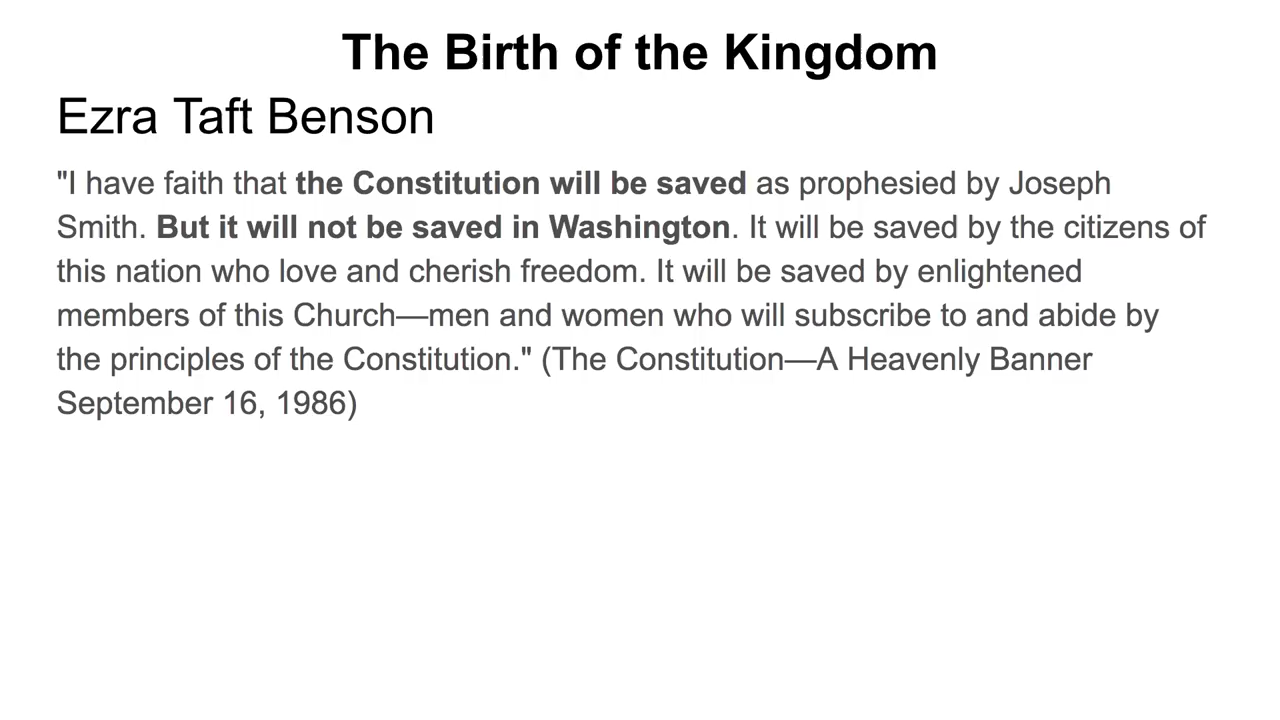 The Birth of the Kingdom
Ezra Taft Benson
"I have faith that the Constitution will be saved as prophesied by Joseph
Smith. But it will not be saved in Washington. It will be saved by the citizens of
this nation who love and cherish freedom. It will be saved by enlightened
members of this Church—men and women who will subscribe to and abide by
the principles of the Constitution." (The Constitution—A Heavenly Banner
September 16, 1986)